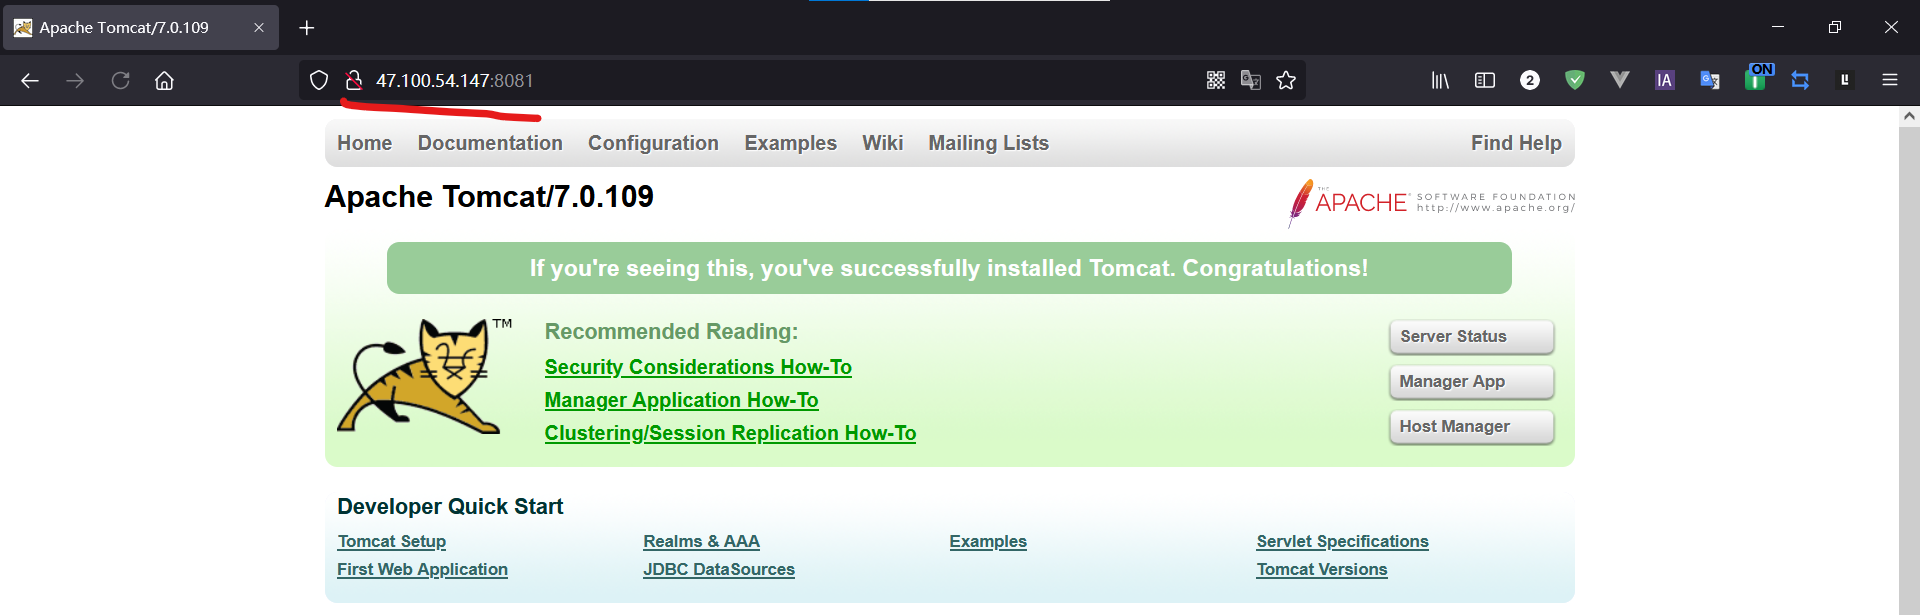 Apache Tomcat/7.0.109
47.100.54.147:8081
2
IA
ON
Home Documentation Configuration Examples Wiki Mailing Lists Find Help
Apache Tomcat/7.0.109
THE APACHE SOFTWARE FOUNDATION
http://www.apache.org/
If you're seeing this, you've successfully installed Tomcat. Congratulations!
TM
Recommended Reading:
Security Considerations How-To
Manager Application How-To
Clustering/Session Replication How-To
Server Status
Manager App
Host Manager
Developer Quick Start
Tomcat Setup Realms & AAA Examples Servlet Specifications
First Web Application JDBC DataSources Tomcat Versions